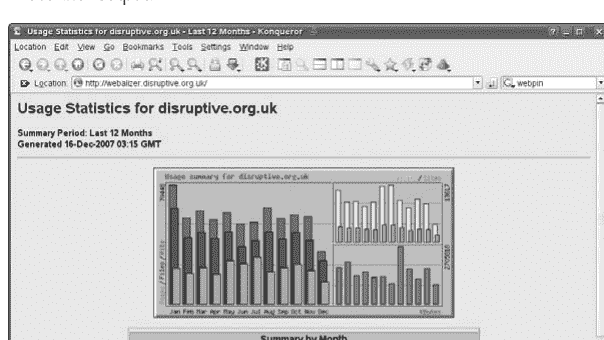 Usage Statistics for disruptive.org.uk - Last 12 Months - Konqueror
Location Edit View Go Bookmarks Tools Settings Window Help
Location: http://webalizer.disruptive.org.uk/ webpin
Usage Statistics for disruptive.org.uk
Summary Period: Last 12 Months
Generated 16-Dec-2007 03:15 GMT
Usage summary for disruptive.org.uk
Jan Feb Mar Apr May Jun Jul Aug Sep Oct Nov Dec
Summary by Month